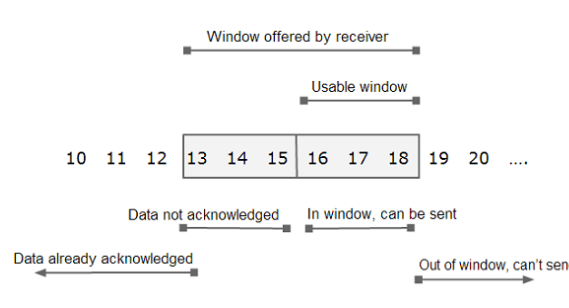 Window offered by receiver
Usable window
10 11 12 13 14 15 16 17 18 19 20 ....
Data not acknowledged In window, can be sent
Data already acknowledged
Out of window, can't sen